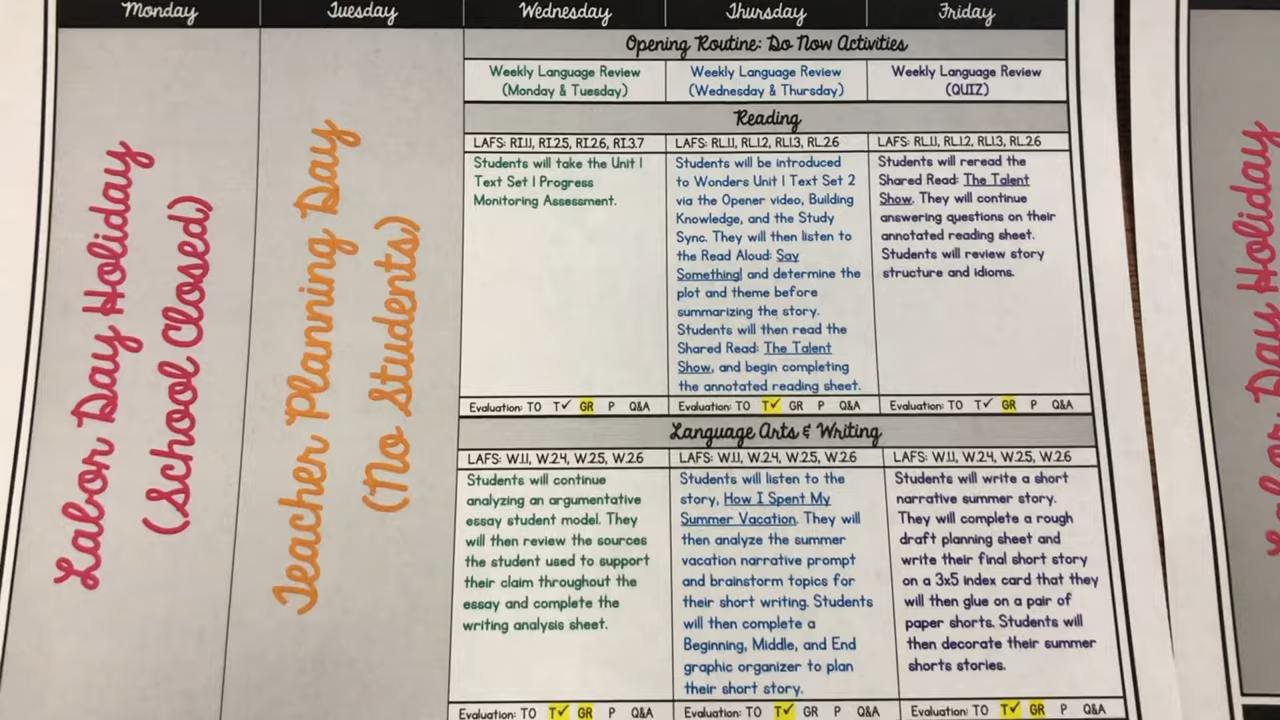 Monday
Tuesday
Wednesday
Thursday
Friday
Labor Day Holiday
(School Closed)
Teacher Planning Day
(No Students)
Opening Routine: Do Now Activities
Weekly Language Review
(Monday & Tuesday)
Weekly Language Review
(Wednesday & Thursday)
Weekly Language Review
(QUIZ)
Reading
LAFS: RI.1.1, RI.2.5, RI.2.6, RI.3.7
Students will take the Unit 1
Text Set 1 Progress
Monitoring Assessment.
Evaluation: TO T✓ GR P Q&A
LAFS: RL.1.1, RL.1.2, RL.1.3, RL.2.6
Students will be introduced
to Wonders Unit 1 Text Set 2
via the Opener video, Building
Knowledge, and the Study
Sync. They will then listen to
the Read Aloud: Say
Something! and determine the
plot and theme before
summarizing the story.
Students will then read the
Shared Read: The Talent
Show, and begin completing
the annotated reading sheet.
Evaluation: TO T✓ GR P Q&A
LAFS: RL.1.1, RL.1.2, RL.1.3, RL.2.6
Students will reread the
Shared Read: The Talent
Show. They will continue
answering questions on their
annotated reading sheet.
Students will review story
structure and idioms.
Evaluation: TO T✓ GR P Q&A
Language Arts & Writing
LAFS: W.1.1, W.2.4, W.2.5, W.2.6
Students will continue
analyzing an argumentative
essay student model. They
will then review the sources
the student used to support
their claim throughout the
essay and complete the
writing analysis sheet.
Evaluation: TO T✓ GR P Q&A
LAFS: W.1.1, W.2.4, W.2.5, W.2.6
Students will listen to the
story, How I Spent My
Summer Vacation. They will
then analyze the summer
vacation narrative prompt
and brainstorm topics for
their short writing. Students
will then complete a
Beginning, Middle, and End
graphic organizer to plan
their short story.
Evaluation: TO T✓ GR P Q&A
LAFS: W.1.1, W.2.4, W.2.5, W.2.6
Students will write a short
narrative summer story.
They will complete a rough
draft planning sheet and
write their final short story
on a 3x5 index card that they
will then glue on a pair of
paper shorts. Students will
then decorate their summer
shorts stories.
Evaluation: TO T✓ GR P Q&A
Labor Day Holiday